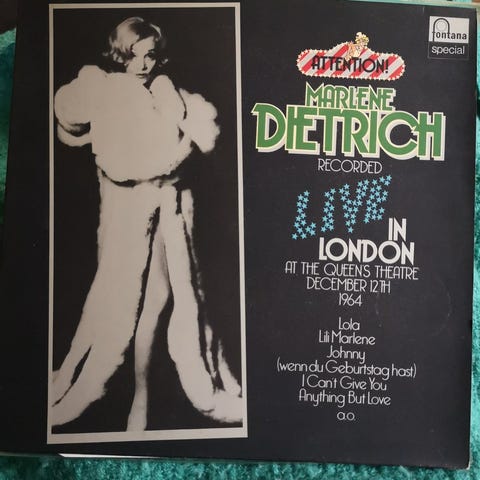 fontana
special
ATTENTION!
MARLENE
DIETRICH
RECORDED
LIVE
IN
LONDON
AT THE QUEEN'S THEATRE
DECEMBER 12TH
1964
Lola
Lili Marlene
Johnny
(wenn du Geburtstag hast)
I Can't Give You
Anything But Love
a.o.